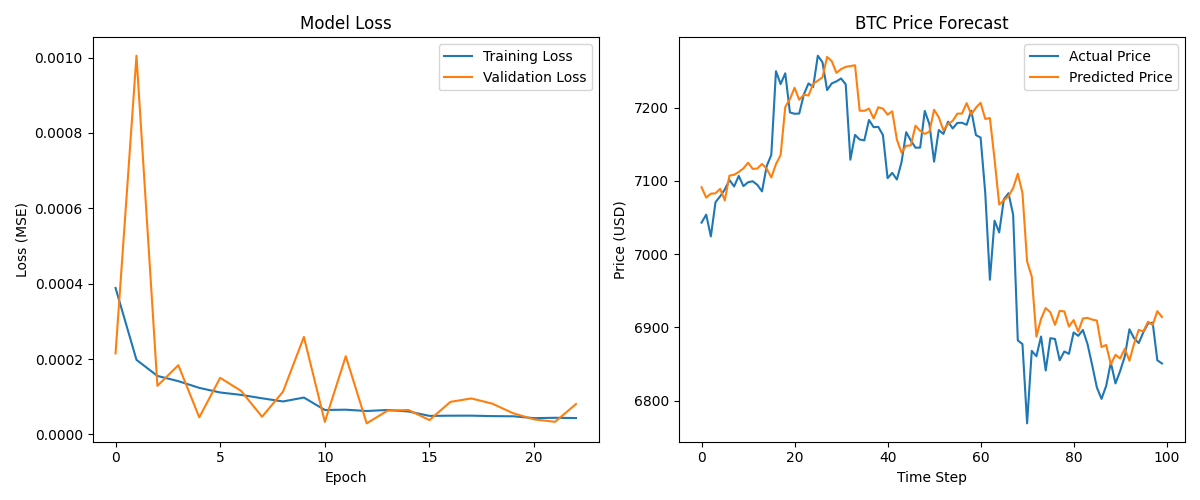 Model Loss
Training Loss
Validation Loss
0.0010
0.0008
0.0006
0.0004
0.0002
0.0000
Loss (MSE)
0
5
10
15
20
Epoch
BTC Price Forecast
Actual Price
Predicted Price
7200
7100
7000
6900
6800
Price (USD)
0
20
40
60
80
100
Time Step